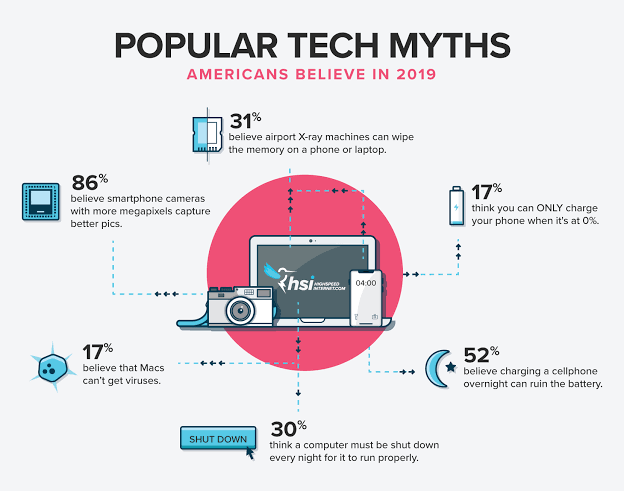 POPULAR TECH MYTHS
AMERICANS BELIEVE IN 2019
31%
believe airport X-ray machines can wipe
the memory on a phone or laptop.
86%
believe smartphone cameras
with more megapixels capture
better pics.
17%
think you can ONLY charge
your phone when it's at 0%.
hsi HIGHSPEED
INTERNET.COM
04:00
17%
believe that Macs
can't get viruses.
52%
believe charging a cellphone
overnight can ruin the battery.
SHUT DOWN
30%
think a computer must be shut down
every night for it to run properly.